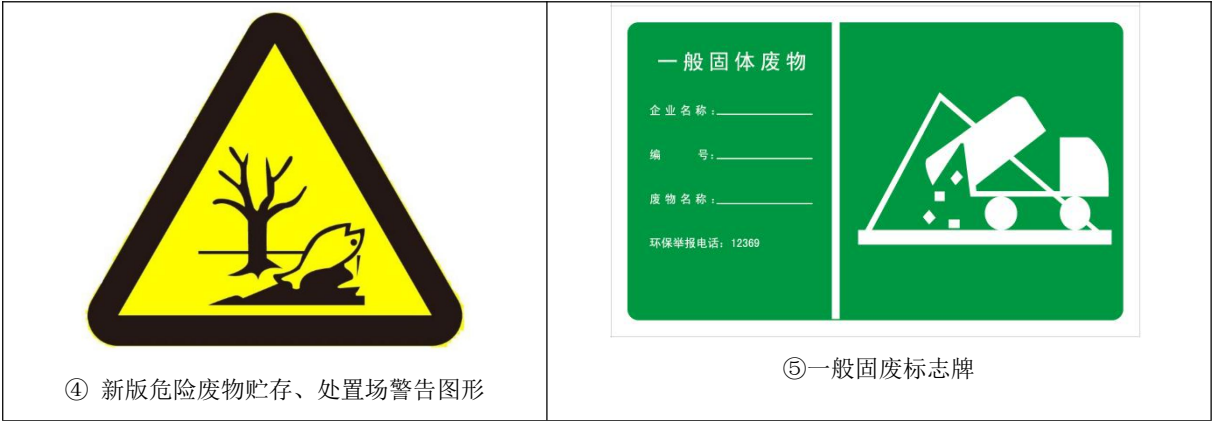 ④ 新版危险废物贮存、处置场警告图形
一般固体废物
企业名称：
编 号：
废物名称：
环保举报电话：12369
⑤一般固废标志牌